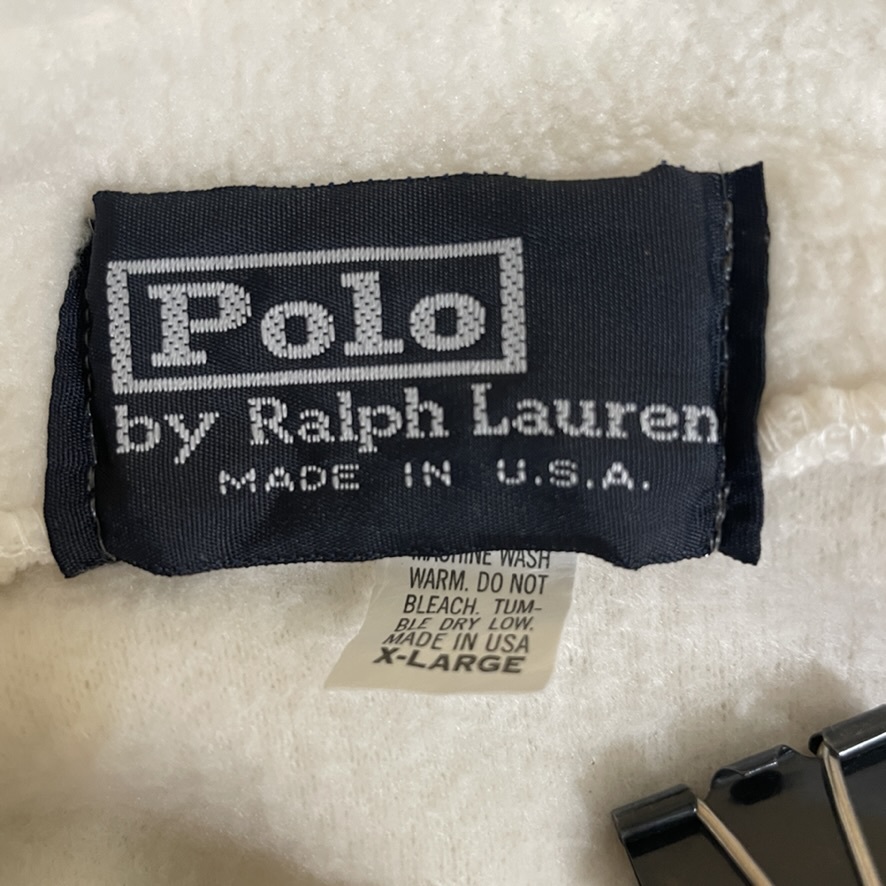 Polo
by Ralph Lauren
MADE IN U.S.A.
MACHINE WASH
WARM. DO NOT
BLEACH. TUM-
BLE DRY LOW.
MADE IN USA
X-LARGE